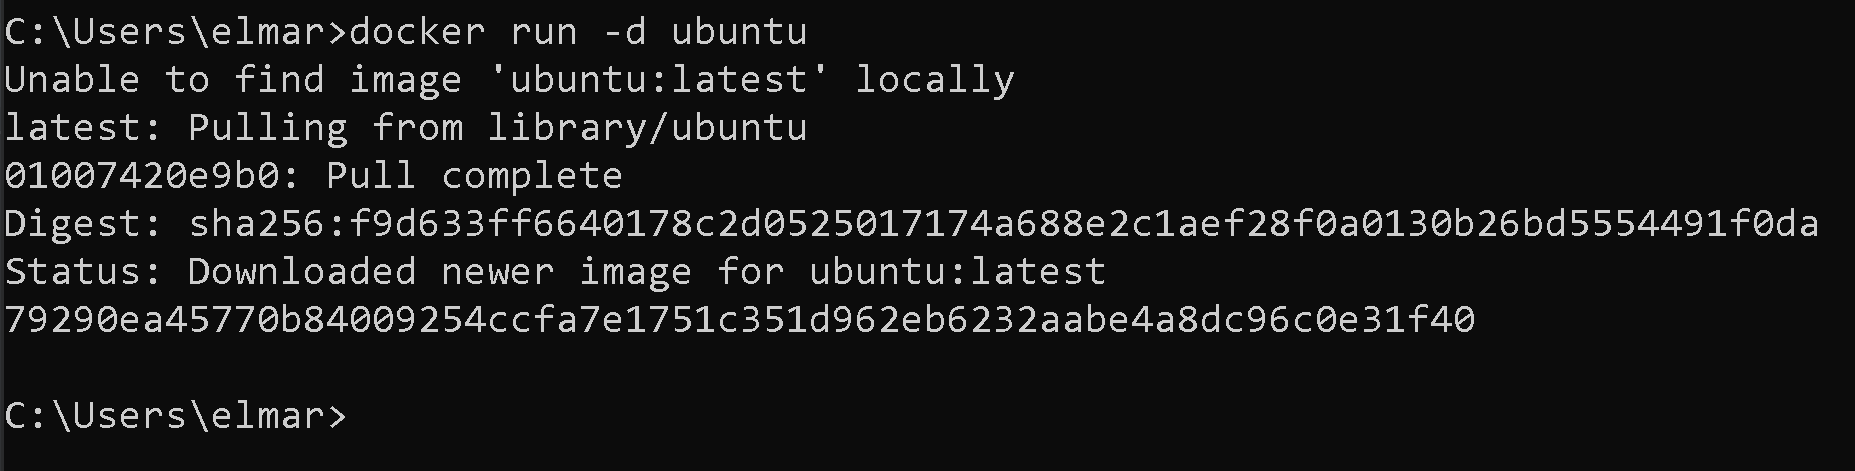 C:\Users\elmar>docker run -d ubuntu
Unable to find image 'ubuntu:latest' locally
latest: Pulling from library/ubuntu
01007420e9b0: Pull complete
Digest: sha256:f9d633ff6640178c2d0525017174a688e2c1aef28f0a0130b26bd5554491f0da
Status: Downloaded newer image for ubuntu:latest
79290ea45770b84009254ccfa7e1751c351d962eb6232aabe4a8dc96c0e31f40
C:\Users\elmar>